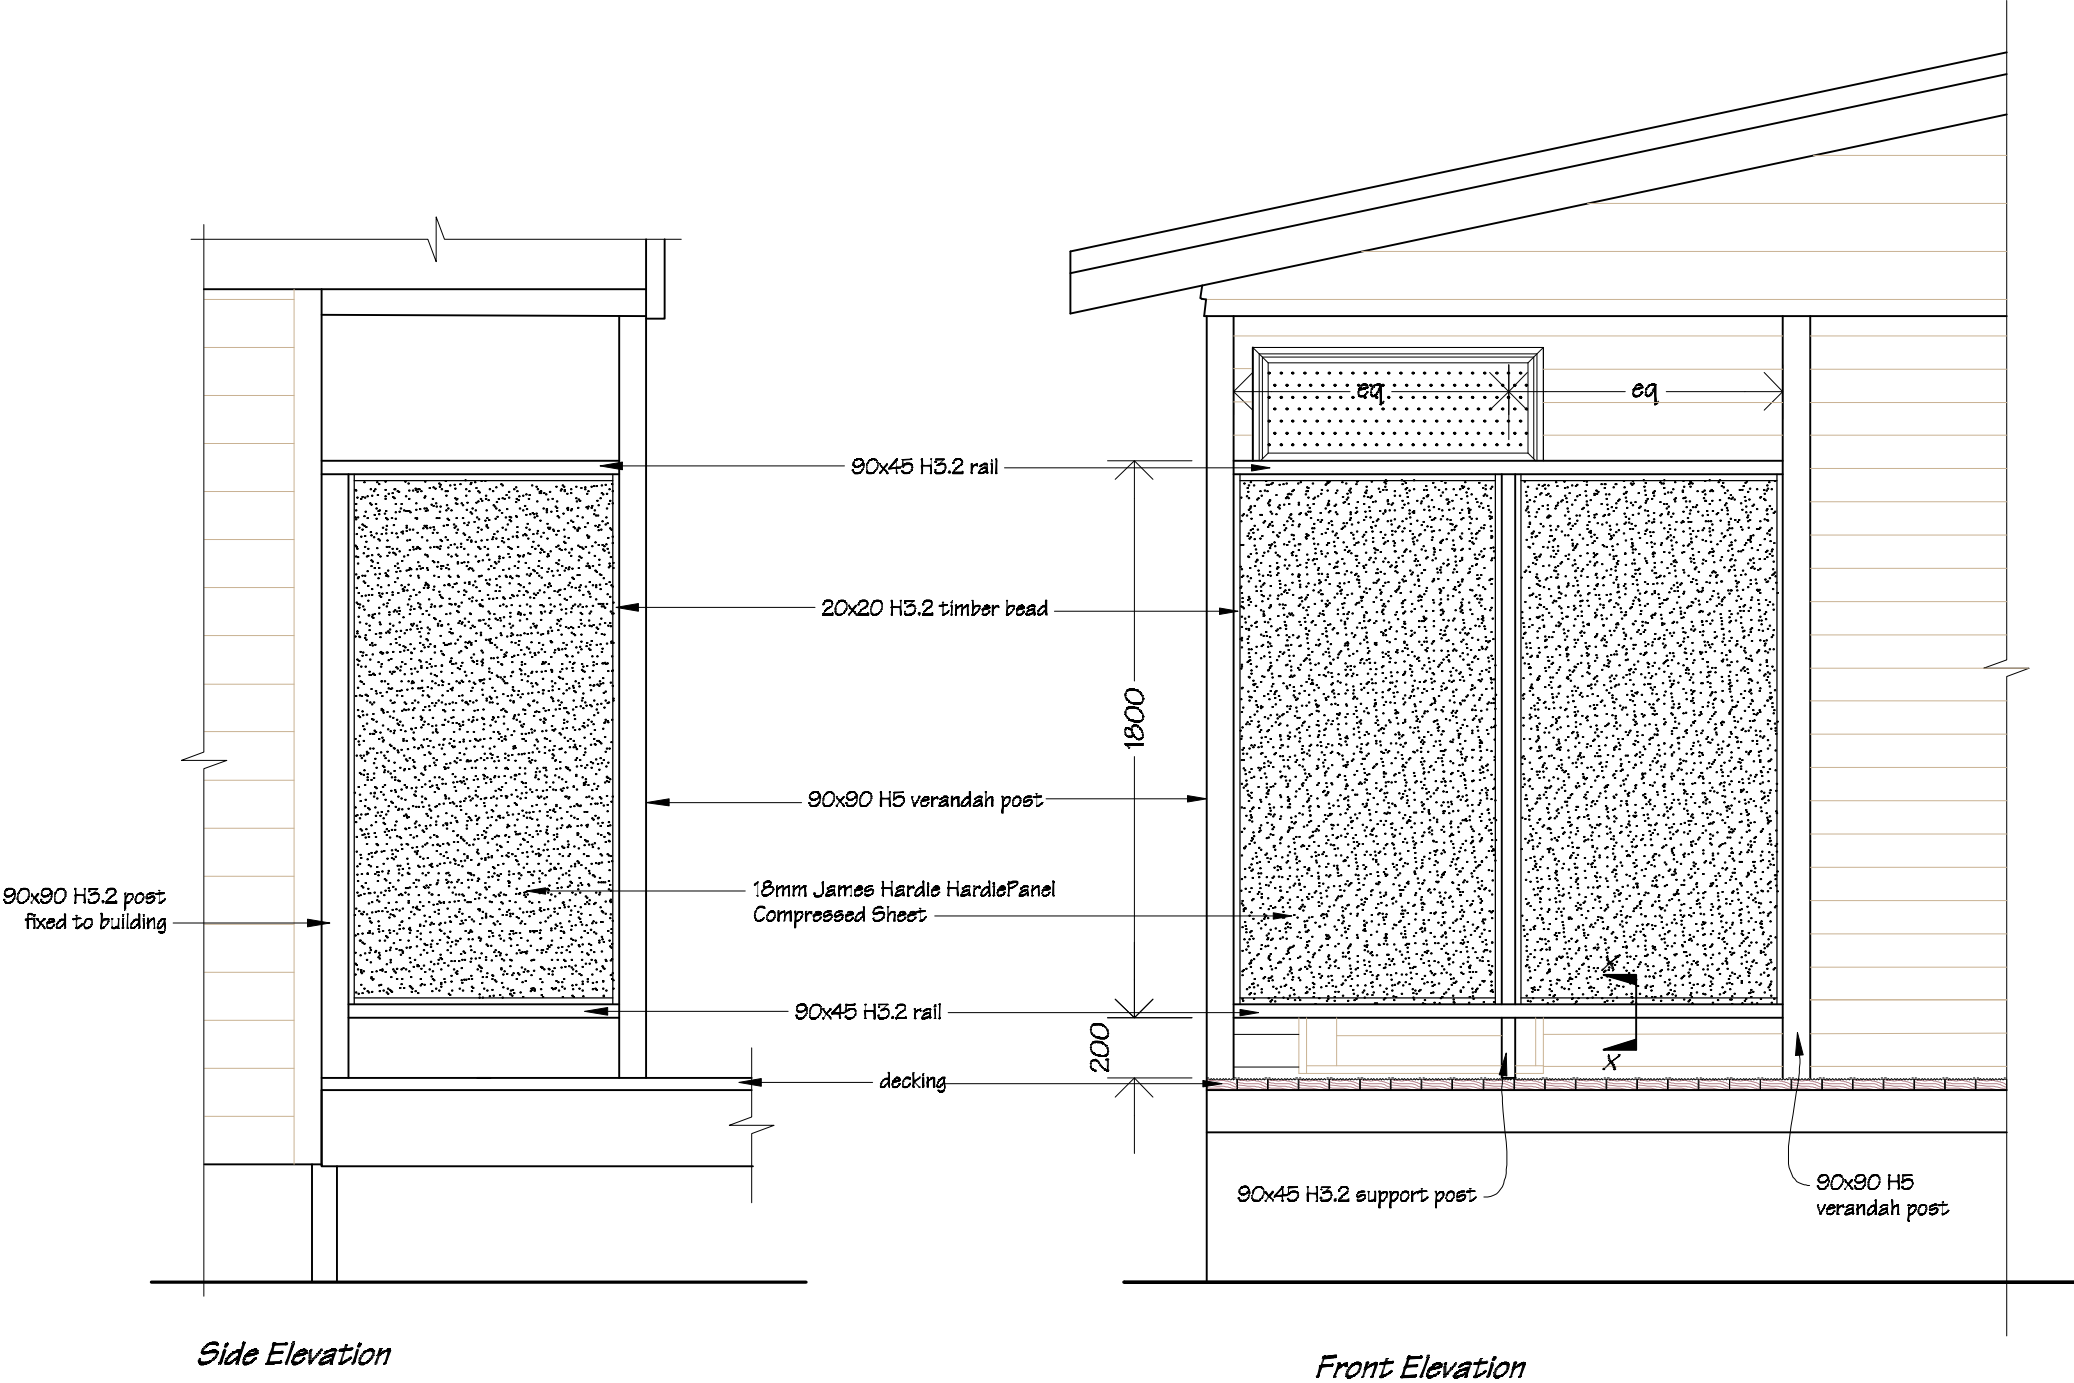 eq
eq
90x45 H3.2 rail
20x20 H3.2 timber bead
1800
90x90 H5 verandah post
18mm James Hardie HardiePanel
Compressed Sheet
90x90 H3.2 post
fixed to building
x
90x45 H3.2 rail
200
x
decking
90x45 H3.2 support post
90x90 H5
verandah post
Side Elevation
Front Elevation